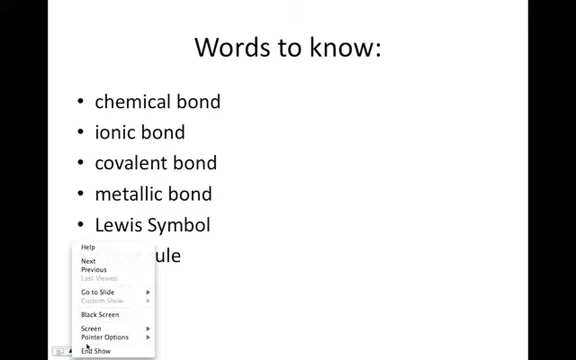 Words to know:
• chemical bond
• ionic bond
• covalent bond
• metallic bond
• Lewis Symbol
Help
Next
Previous
Last Viewed
Go to Slide
Custom Show
Black Screen
Screen
Pointer Options
End Show